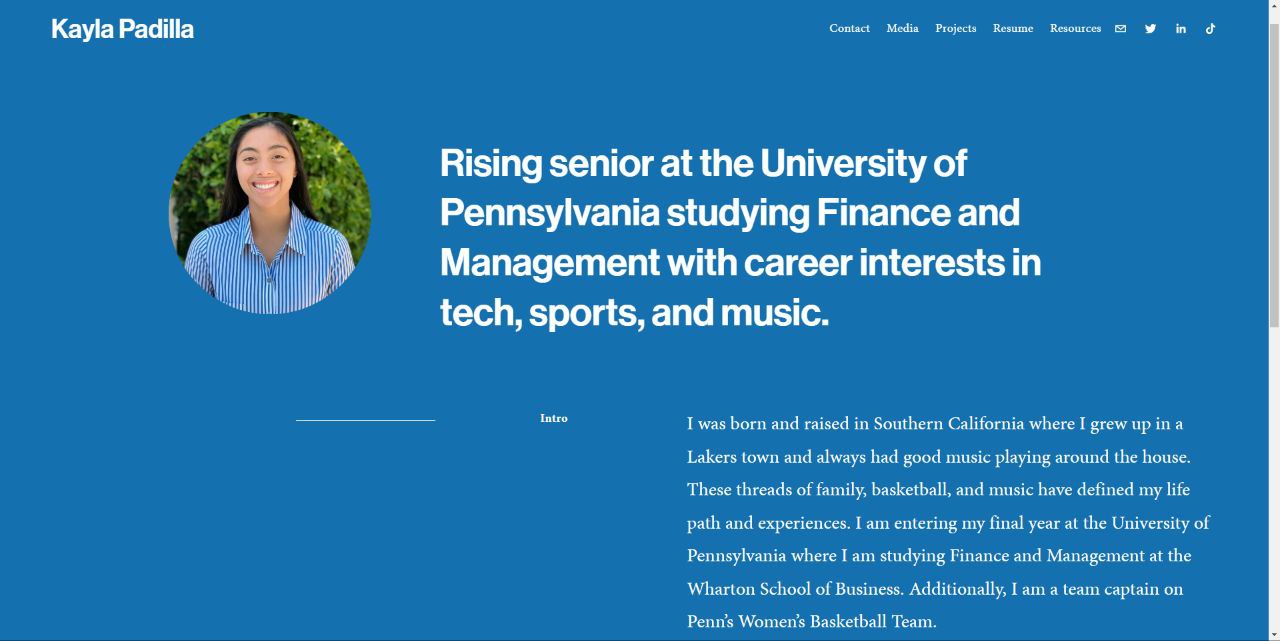 Kayla Padilla
Contact Media Projects Resume Resources
Rising senior at the University of
Pennsylvania studying Finance and
Management with career interests in
tech, sports, and music.
Intro
I was born and raised in Southern California where I grew up in a
Lakers town and always had good music playing around the house.
These threads of family, basketball, and music have defined my life
path and experiences. I am entering my final year at the University of
Pennsylvania where I am studying Finance and Management at the
Wharton School of Business. Additionally, I am a team captain on
Penn’s Women’s Basketball Team.